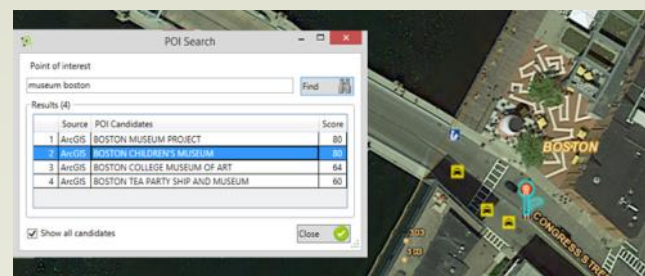 POI Search
Point of interest
museum boston
Find
Results (4)
Source POI Candidates Score
1 ArcGIS BOSTON MUSEUM PROJECT 80
2 ArcGIS BOSTON CHILDREN'S MUSEUM 80
3 ArcGIS BOSTON COLLEGE MUSEUM OF ART 64
4 ArcGIS BOSTON TEA PARTY SHIP AND MUSEUM 60
Show all candidates
Close
BOSTON
CONGRESS STRE